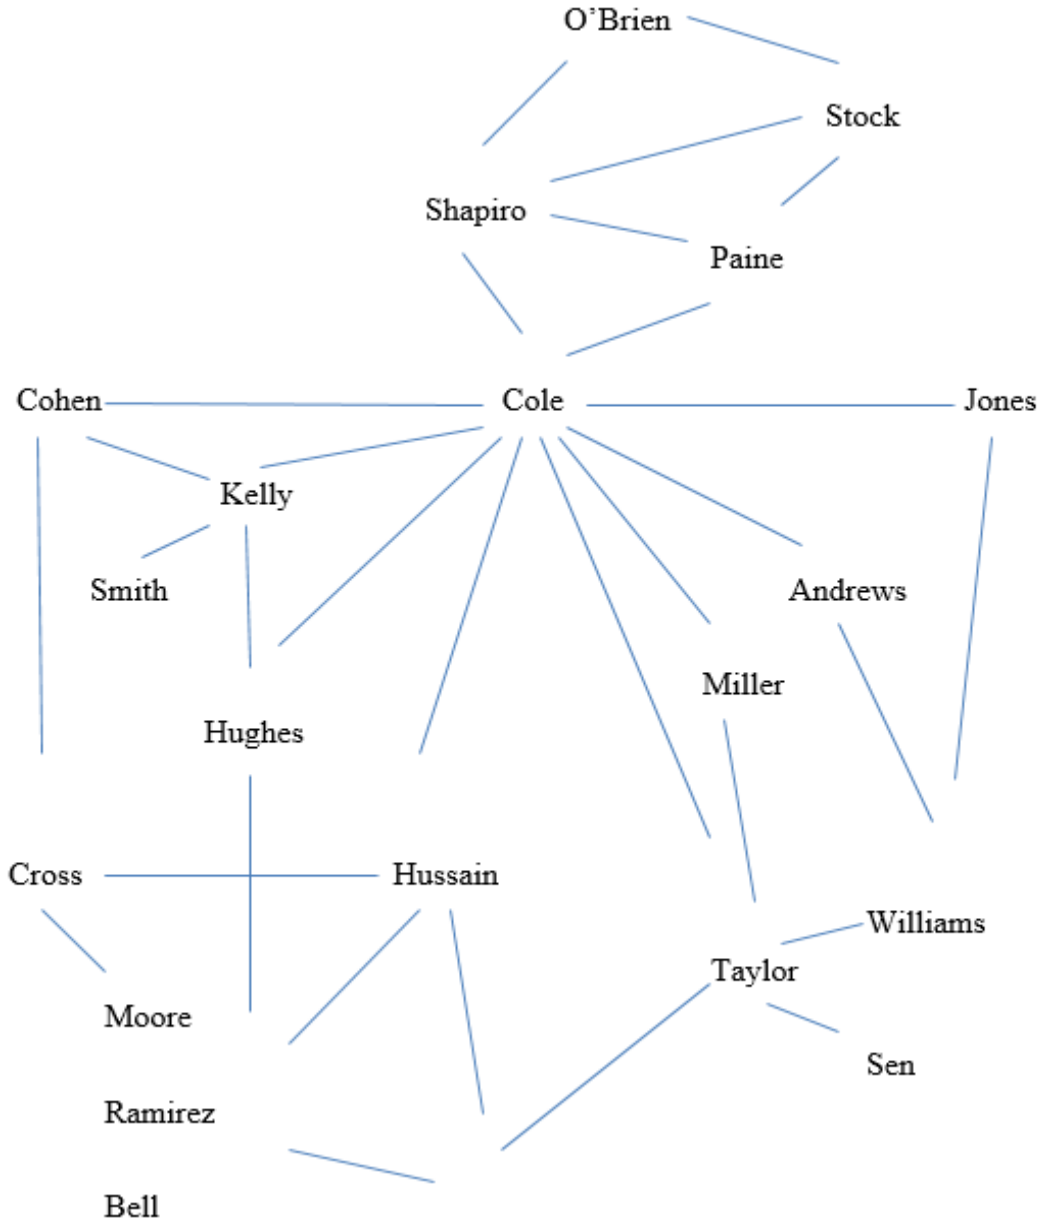 O’Brien
Stock
Shapiro
Paine
Cohen
Cole
Jones
Kelly
Smith
Andrews
Miller
Hughes
Cross
Hussain
Williams
Taylor
Moore
Sen
Ramirez
Bell